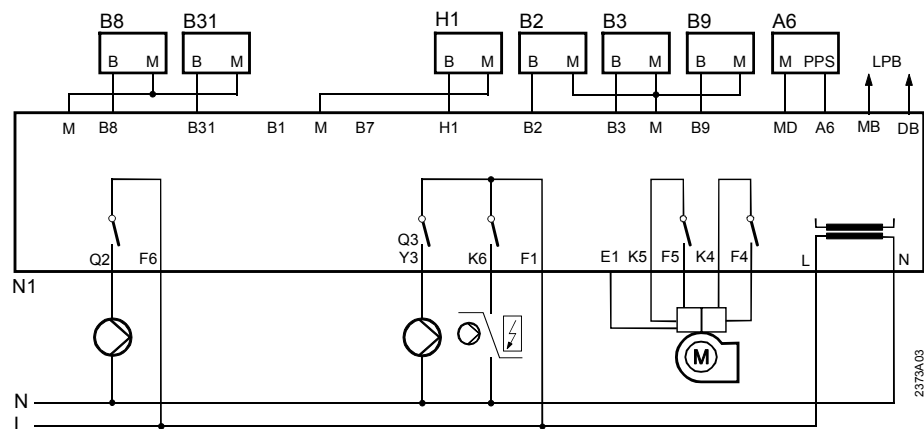 B8 B31 H1 B2 B3 B9 A6
B M B M B M B M B M B M M PPS LPB
M B8 B31 B1 M B7 H1 B2 B3 M B9 MD A6 MB DB
Q3
Q2 F6 Y3 K6 F1 E1 K5 F5 K4 F4 L N
N1
M
N
L
2373A03